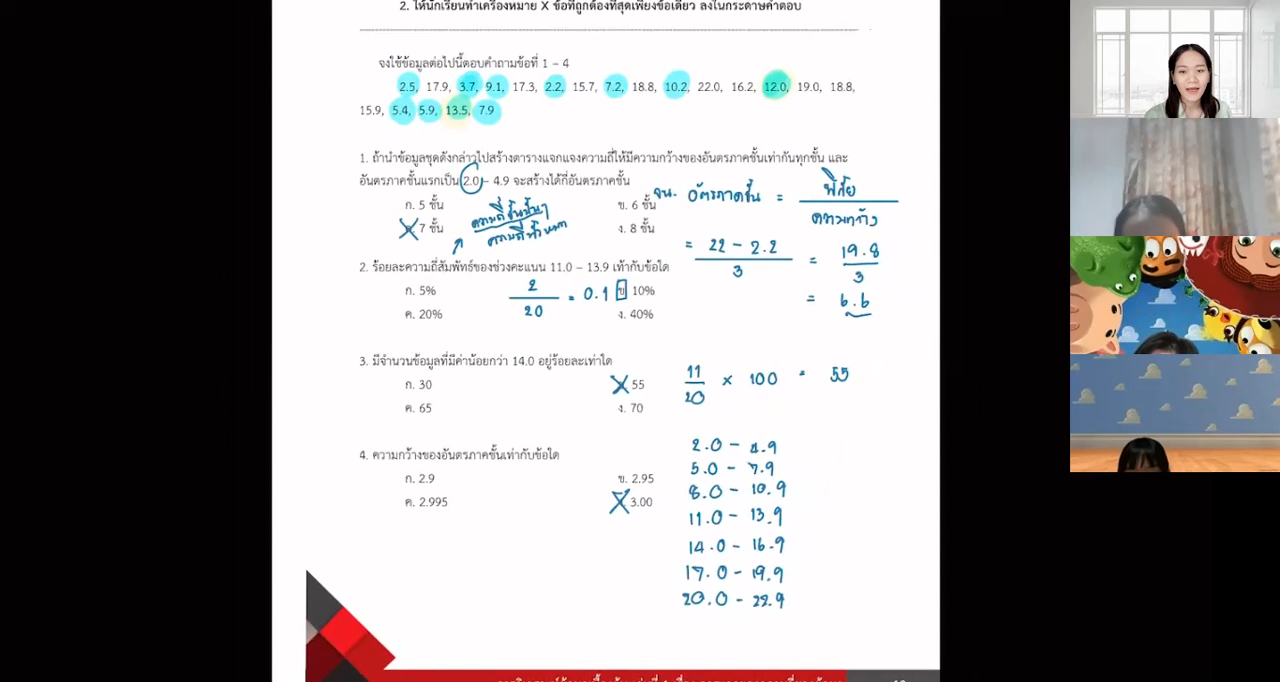 2. ให้นักเรียนทำเครื่องหมาย X ข้อที่ถูกต้องที่สุดเพียงข้อเดียว ลงในกระดาษคำตอบ
จงใช้ข้อมูลต่อไปนี้ตอบคำถามข้อที่ 1 – 4
2.5, 17.9, 3.7, 9.1, 17.3, 2.2, 15.7, 7.2, 18.8, 10.2, 22.0, 16.2, 12.0, 19.0, 18.8,
15.9, 5.4, 5.9, 13.5, 7.9
1. ถ้านำข้อมูลชุดดังกล่าวไปสร้างตารางแจกแจงความถี่ให้มีความกว้างของอันตรภาคชั้นเท่ากันทุกชั้น และ
อันตรภาคชั้นแรกเป็น 2.0 – 4.9 จะสร้างได้กี่อันตรภาคชั้น
ก. 5 ชั้น
ข. 6 ชั้น
7 ชั้น
ง. 8 ชั้น
ความถี่ชั้นนั้นๆ
ความถี่ทั้งหมด
จน. อัตรภาคชั้น = พิสัย
ความกว้าง
= 22 - 2.2 = 19.8
3 3
= 6.6
2. ร้อยละความถี่สัมพัทธ์ของช่วงคะแนน 11.0 – 13.9 เท่ากับข้อใด
ก. 5%
ข 10%
ค. 20%
ง. 40%
2
20
= 0.1
3. มีจำนวนข้อมูลที่มีค่าน้อยกว่า 14.0 อยู่ร้อยละเท่าใด
ก. 30
55
ค. 65
ง. 70
11
20
x 100 = 55
4. ความกว้างของอันตรภาคชั้นเท่ากับข้อใด
ก. 2.9
ข. 2.95
ค. 2.995
3.00
2.0 - 4.9
5.0 - 7.9
8.0 - 10.9
11.0 - 13.9
14.0 - 16.9
17.0 - 19.9
20.0 - 22.9